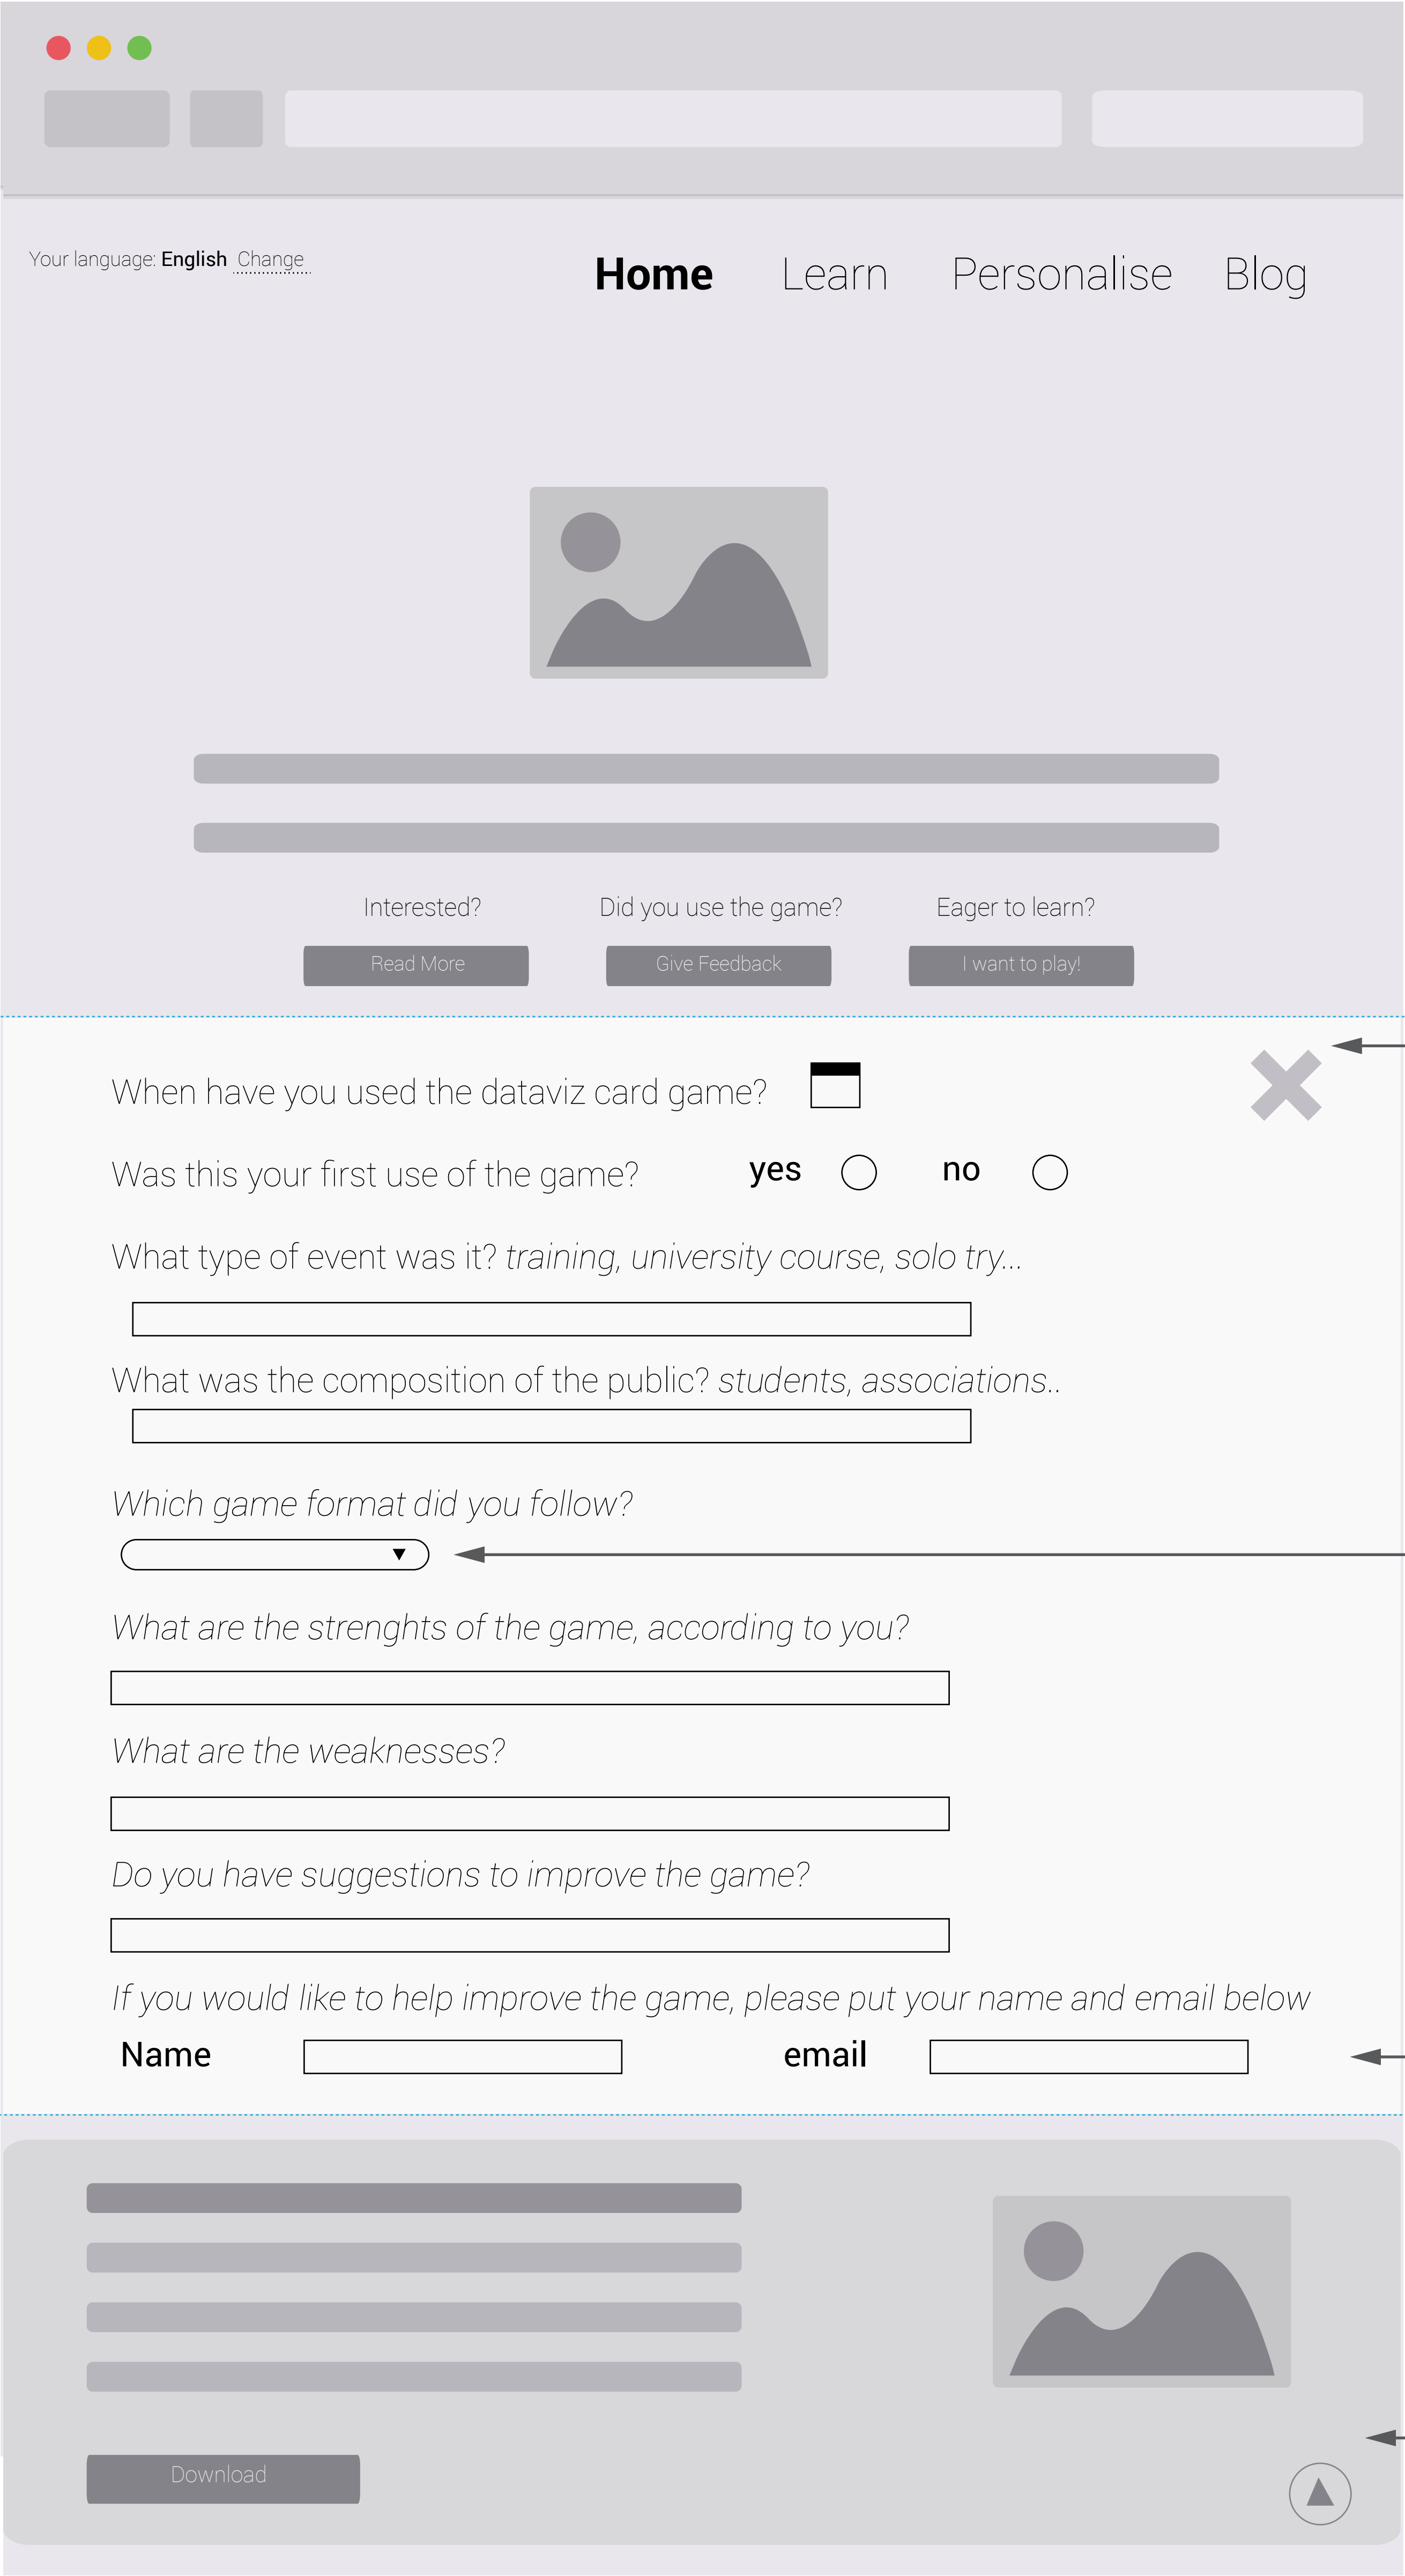 Your language: English Change
Home Learn Personalise Blog
Interested? Did you use the game? Eager to learn?
Read More Give Feedback I want to play!
When have you used the dataviz card game?
Was this your first use of the game? yes no
What type of event was it? training, university course, solo try...
What was the composition of the public? students, associations..
Which game format did you follow?
What are the strenghts of the game, according to you?
What are the weaknesses?
Do you have suggestions to improve the game?
If you would like to help improve the game, please put your name and email below
Name email
Download